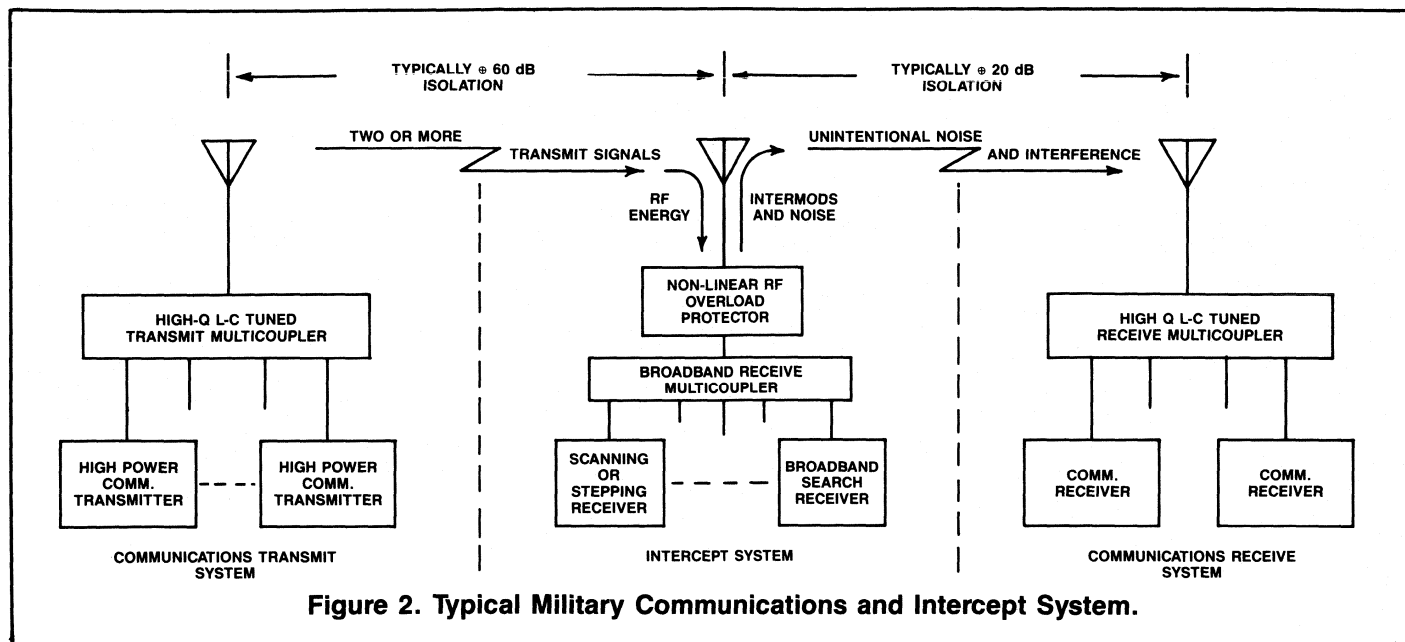 TYPICALLY ⊕ 60 dB
ISOLATION
TYPICALLY ⊕ 20 dB
ISOLATION
TWO OR MORE
TRANSMIT SIGNALS
UNINTENTIONAL NOISE
AND INTERFERENCE
RF
ENERGY
INTERMODS
AND NOISE
HIGH-Q L-C TUNED
TRANSMIT MULTICOUPLER
NON-LINEAR RF
OVERLOAD
PROTECTOR
HIGH Q L-C TUNED
RECEIVE MULTICOUPLER
BROADBAND RECEIVE
MULTICOUPLER
HIGH POWER
COMM.
TRANSMITTER
HIGH POWER
COMM.
TRANSMITTER
SCANNING
OR
STEPPING
RECEIVER
BROADBAND
SEARCH
RECEIVER
COMM.
RECEIVER
COMM.
RECEIVER
COMMUNICATIONS TRANSMIT
SYSTEM
INTERCEPT SYSTEM
COMMUNICATIONS RECEIVE
SYSTEM
Figure 2. Typical Military Communications and Intercept System.